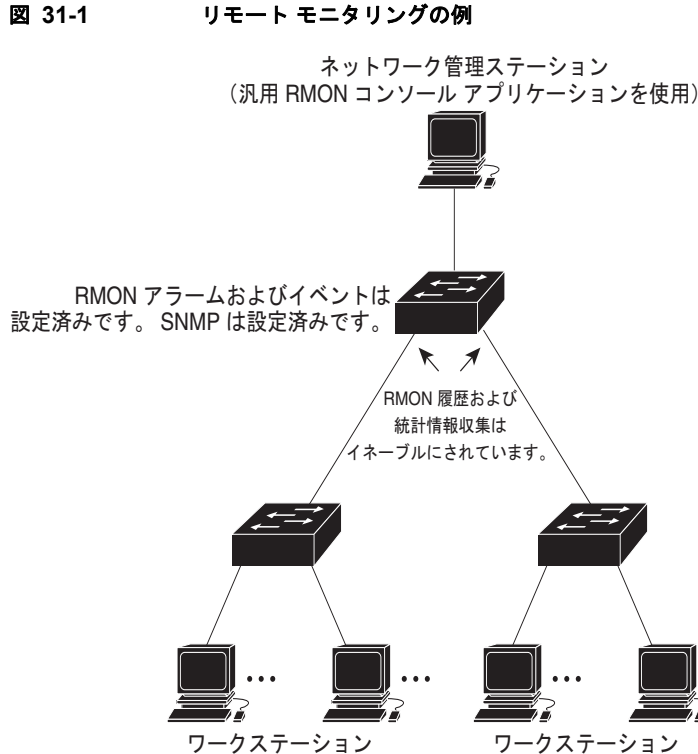 図 31-1 リモート モニタリングの例
ネットワーク管理ステーション
（汎用 RMON コンソール アプリケーションを使用）
RMON アラームおよびイベントは
設定済みです。 SNMP は設定済みです。
RMON 履歴および
統計情報収集は
イネーブルにされています。
ワークステーション
ワークステーション